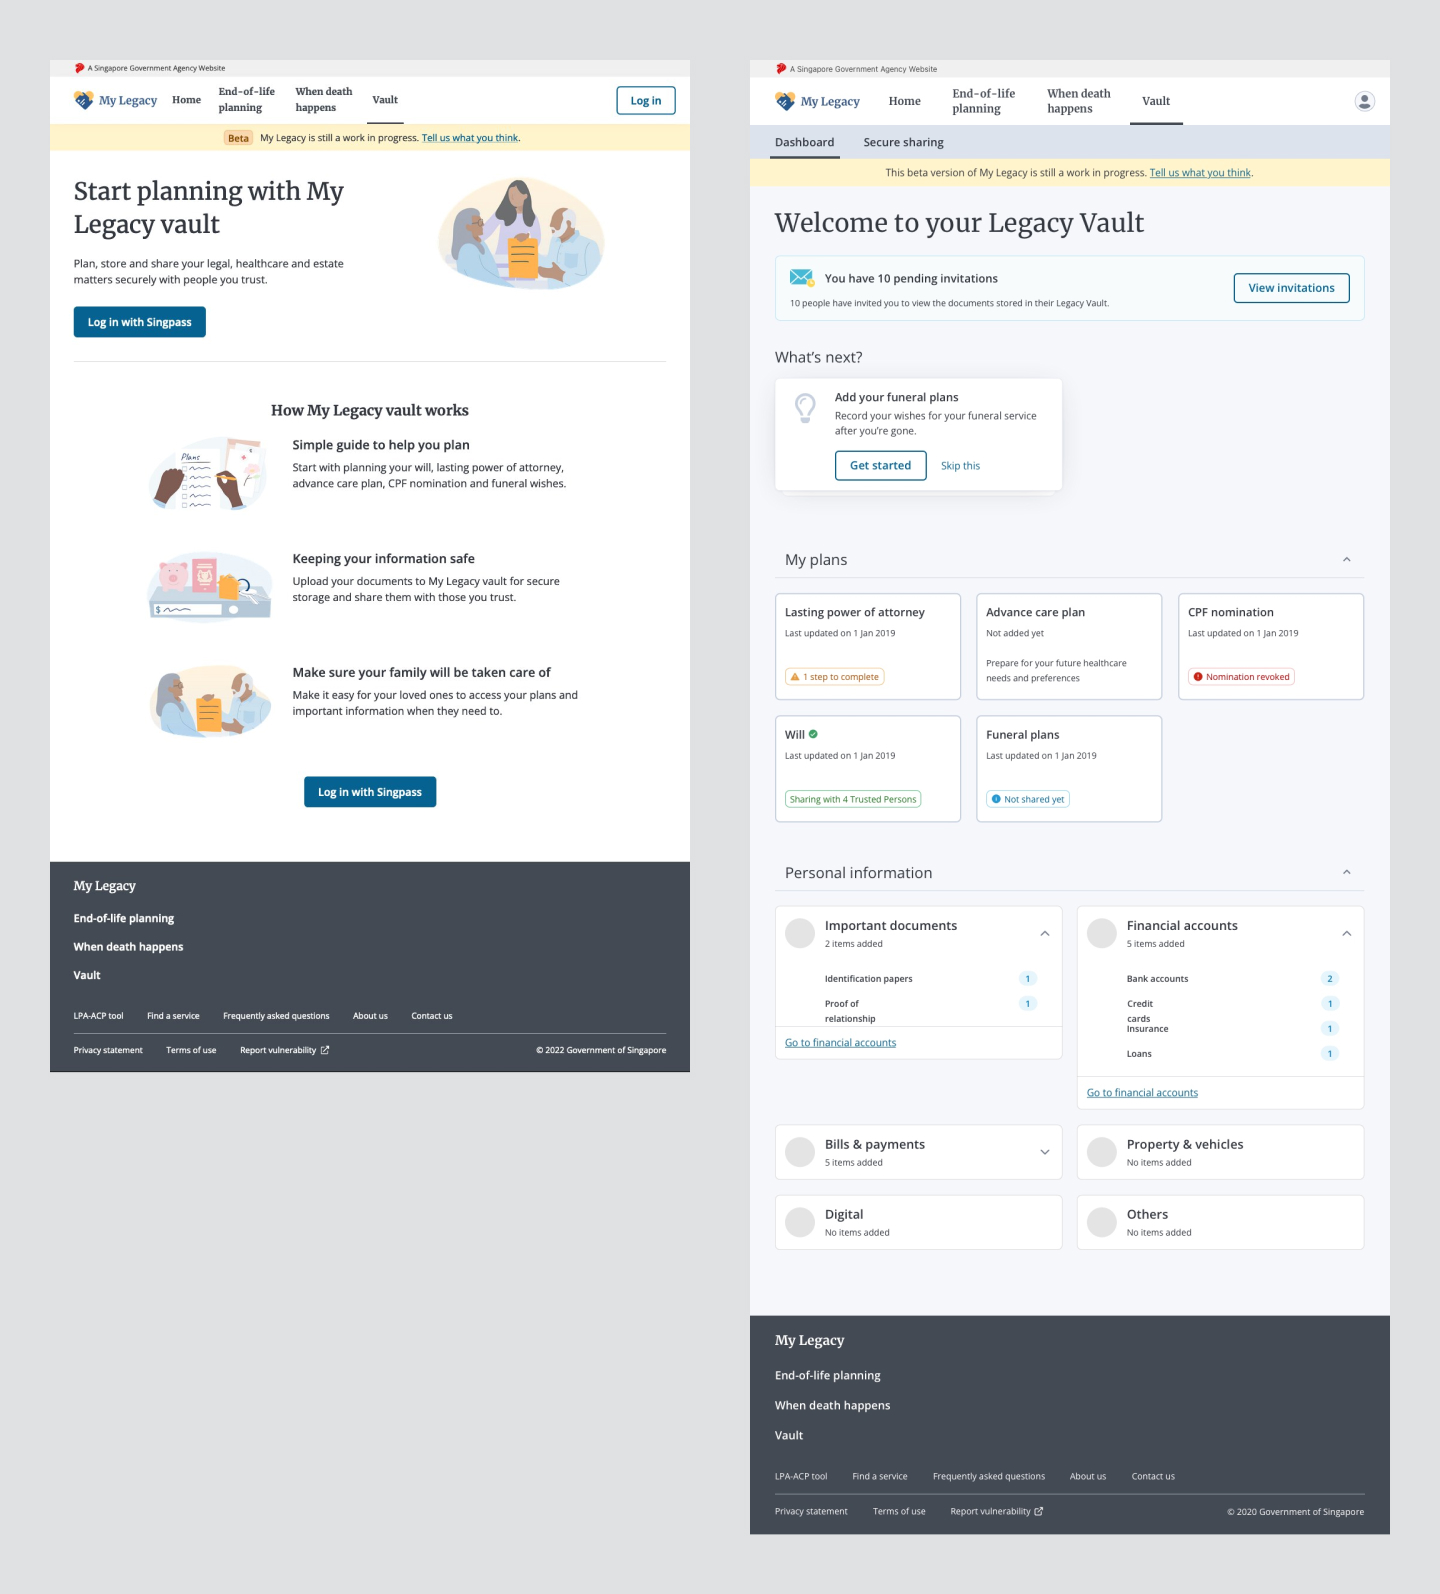 A Singapore Government Agency Website
My Legacy
Home
End-of-life
planning
When death
happens
Vault
Log in
Beta
My Legacy is still a work in progress. Tell us what you think.
Start planning with My
Legacy vault
Plan, store and share your legal, healthcare and estate
matters securely with people you trust.
Log in with Singpass
How My Legacy vault works
Plans
Simple guide to help you plan
Start with planning your will, lasting power of attorney,
advance care plan, CPF nomination and funeral wishes.
$
Keeping your information safe
Upload your documents to My Legacy vault for secure
storage and share them with those you trust.
Make sure your family will be taken care of
Make it easy for your loved ones to access your plans and
important information when they need to.
Log in with Singpass
My Legacy
End-of-life planning
When death happens
Vault
LPA-ACP tool
Find a service
Frequently asked questions
About us
Contact us
Privacy statement
Terms of use
Report vulnerability
© 2022 Government of Singapore
A Singapore Government Agency Website
My Legacy
Home
End-of-life
planning
When death
happens
Vault
Dashboard
Secure sharing
This beta version of My Legacy is still a work in progress. Tell us what you think.
Welcome to your Legacy Vault
You have 10 pending invitations
10 people have invited you to view the documents stored in their Legacy Vault.
View invitations
What's next?
Add your funeral plans
Record your wishes for your funeral service
after you're gone.
Get started
Skip this
My plans
Lasting power of attorney
Last updated on 1 Jan 2019
1 step to complete
Advance care plan
Not added yet
Prepare for your future healthcare
needs and preferences
CPF nomination
Last updated on 1 Jan 2019
Nomination revoked
Will
Last updated on 1 Jan 2019
Sharing with 4 Trusted Persons
Funeral plans
Last updated on 1 Jan 2019
Not shared yet
Personal information
Important documents
2 items added
Identification papers
1
Proof of
relationship
1
Go to financial accounts
Financial accounts
5 items added
Bank accounts
2
Credit
cards
1
Insurance
1
Loans
1
Go to financial accounts
Bills & payments
5 items added
Property & vehicles
No items added
Digital
No items added
Others
No items added
My Legacy
End-of-life planning
When death happens
Vault
LPA-ACP tool
Find a service
Frequently asked questions
About us
Contact us
Privacy statement
Terms of use
Report vulnerability
© 2020 Government of Singapore